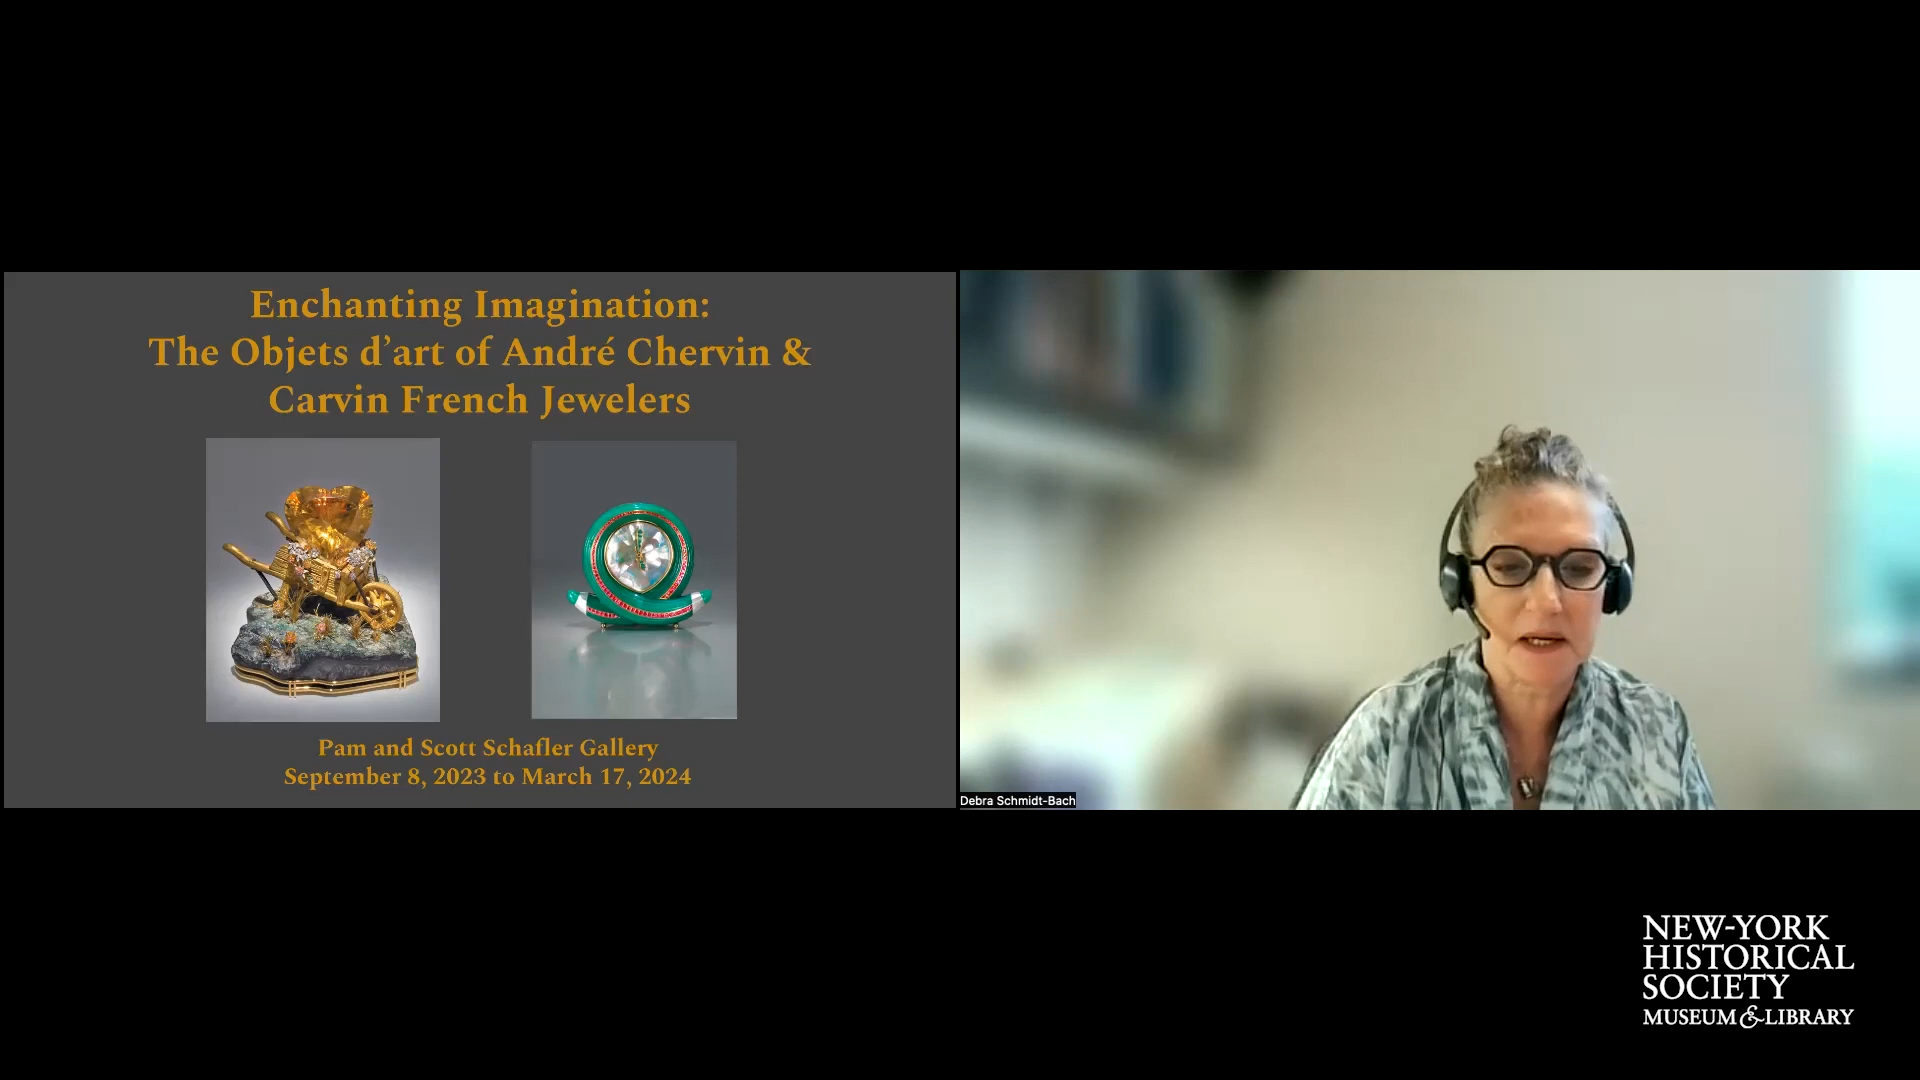 Enchanting Imagination:
The Objets d’art of André Chervin &
Carvin French Jewelers
Pam and Scott Schafler Gallery
September 8, 2023 to March 17, 2024
Debra Schmidt-Bach
NEW-YORK
HISTORICAL
SOCIETY
MUSEUM & LIBRARY